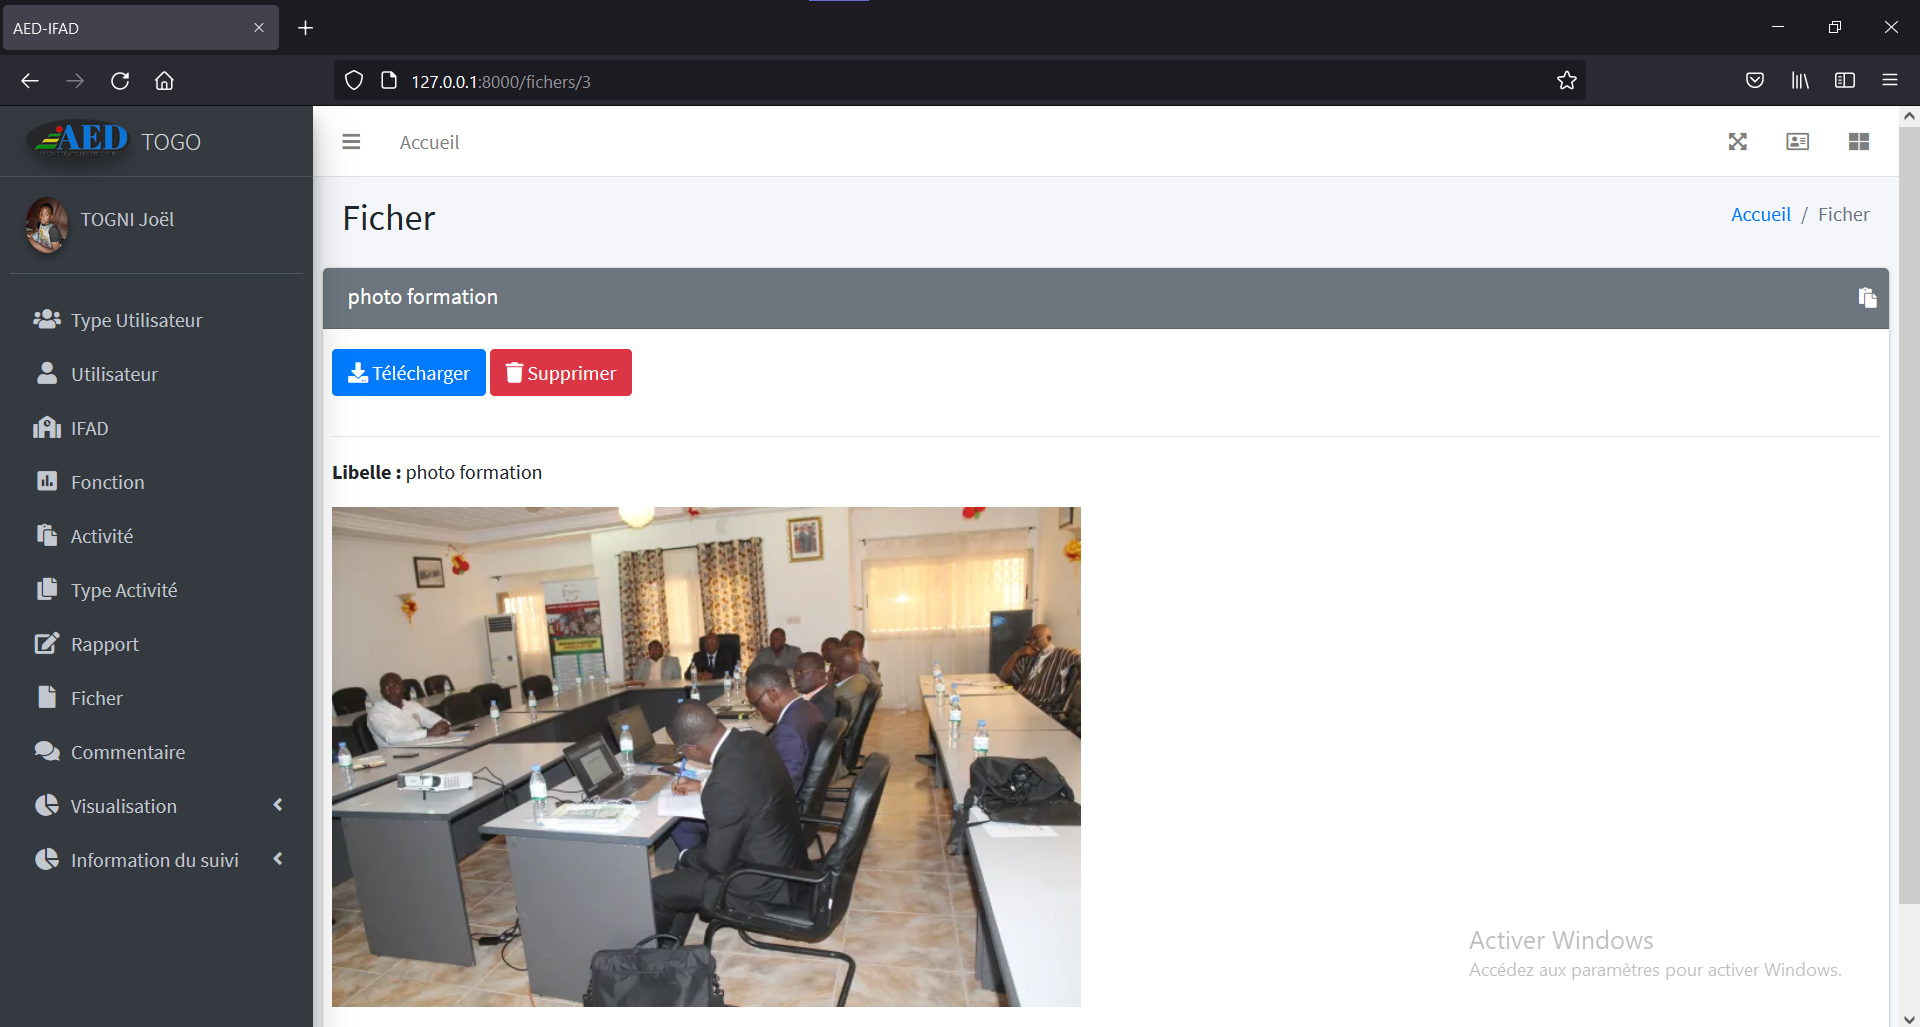 AED-IFAD
127.0.0.1:8000/fichers/3
AED TOGO
Accueil
TOGNI Joël
Ficher
Accueil / Ficher
photo formation
Type Utilisateur
Utilisateur
IFAD
Fonction
Activité
Type Activité
Rapport
Ficher
Commentaire
Visualisation
Information du suivi
Télécharger
Supprimer
Libelle : photo formation
Activer Windows
Accédez aux paramètres pour activer Windows.